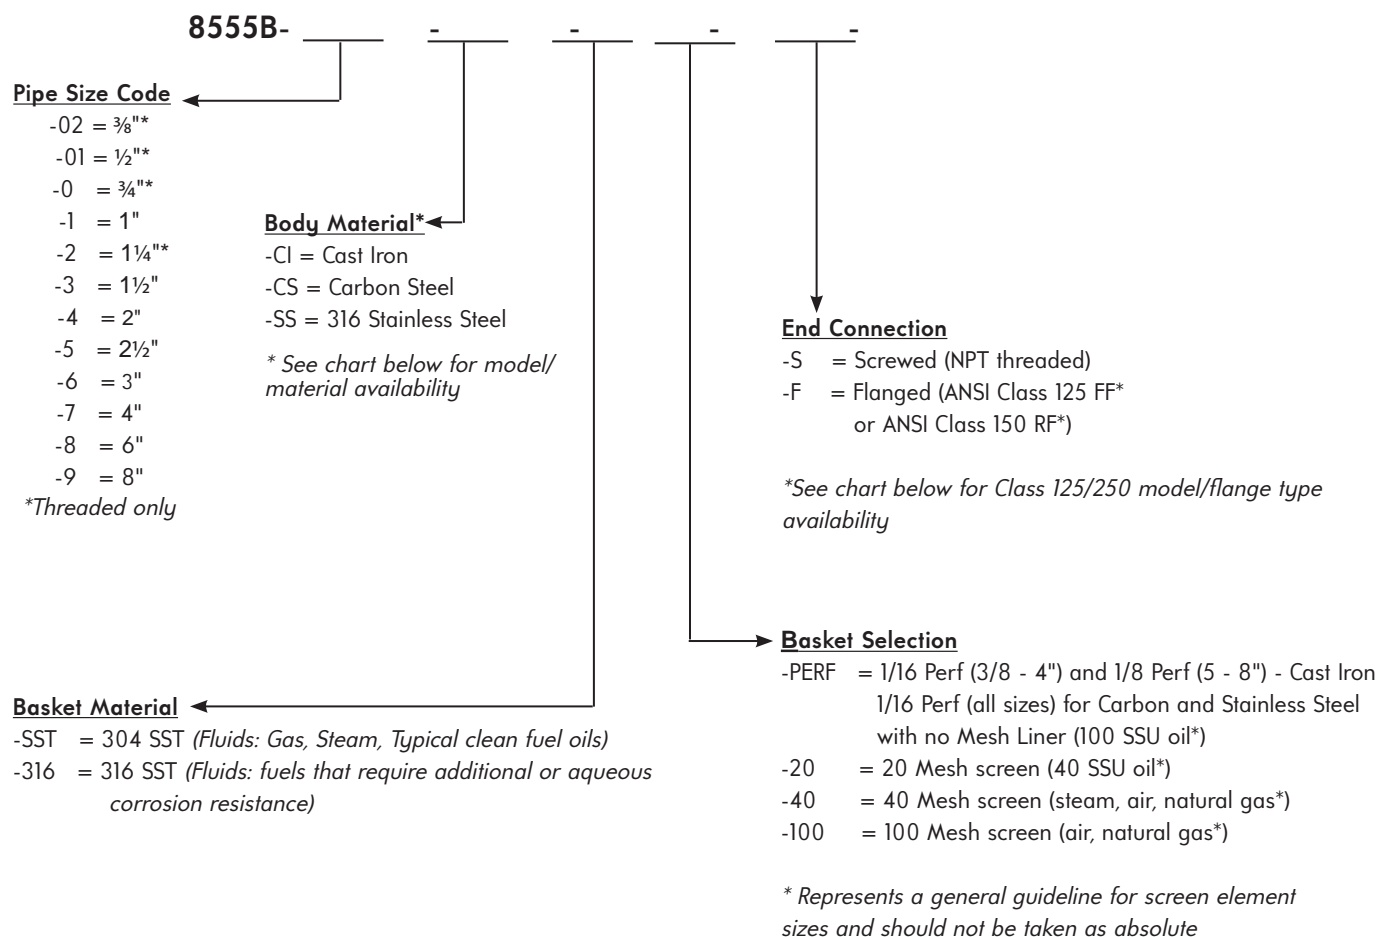 8555B- ____ - ____ - ____ - ____ -
Pipe Size Code
-02 = ⅜"*
-01 = ½"*
-0 = ¾"*
-1 = 1"
-2 = 1¼"*
-3 = 1½"
-4 = 2"
-5 = 2½"
-6 = 3"
-7 = 4"
-8 = 6"
-9 = 8"
*Threaded only
Body Material*
-CI = Cast Iron
-CS = Carbon Steel
-SS = 316 Stainless Steel
* See chart below for model/
material availability
End Connection
-S = Screwed (NPT threaded)
-F = Flanged (ANSI Class 125 FF*
or ANSI Class 150 RF*)
*See chart below for Class 125/250 model/flange type
availability
Basket Material
-SST = 304 SST (Fluids: Gas, Steam, Typical clean fuel oils)
-316 = 316 SST (Fluids: fuels that require additional or aqueous
corrosion resistance)
Basket Selection
-PERF = 1/16 Perf (3/8 - 4") and 1/8 Perf (5 - 8") - Cast Iron
1/16 Perf (all sizes) for Carbon and Stainless Steel
with no Mesh Liner (100 SSU oil*)
-20 = 20 Mesh screen (40 SSU oil*)
-40 = 40 Mesh screen (steam, air, natural gas*)
-100 = 100 Mesh screen (air, natural gas*)
* Represents a general guideline for screen element
sizes and should not be taken as absolute